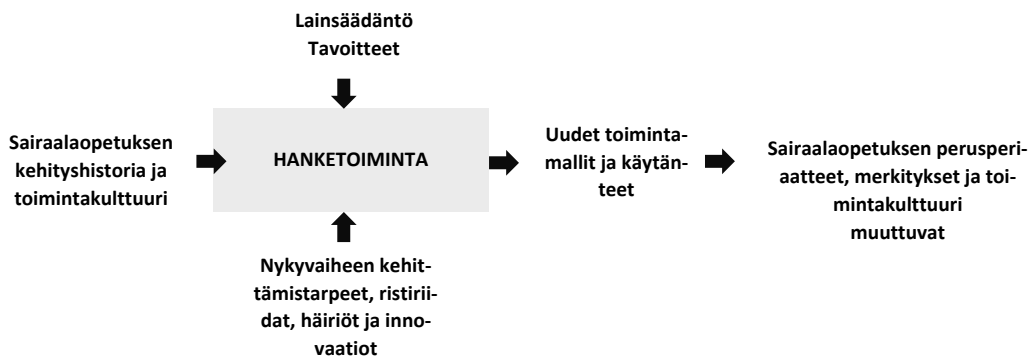 Lainsäädäntö
Tavoitteet
Sairaalaopetuksen
kehityshistoria ja
toimintakulttuuri
HANKETOIMINTA
Uudet toiminta-
mallit ja käytän-
teet
Sairaalaopetuksen perusperi-
aatteet, merkitykset ja toi-
mintakulttuuri
muuttuvat
Nykyvaiheen kehit-
tämistarpeet, ristirii-
dat, häiriöt ja inno-
vaatiot